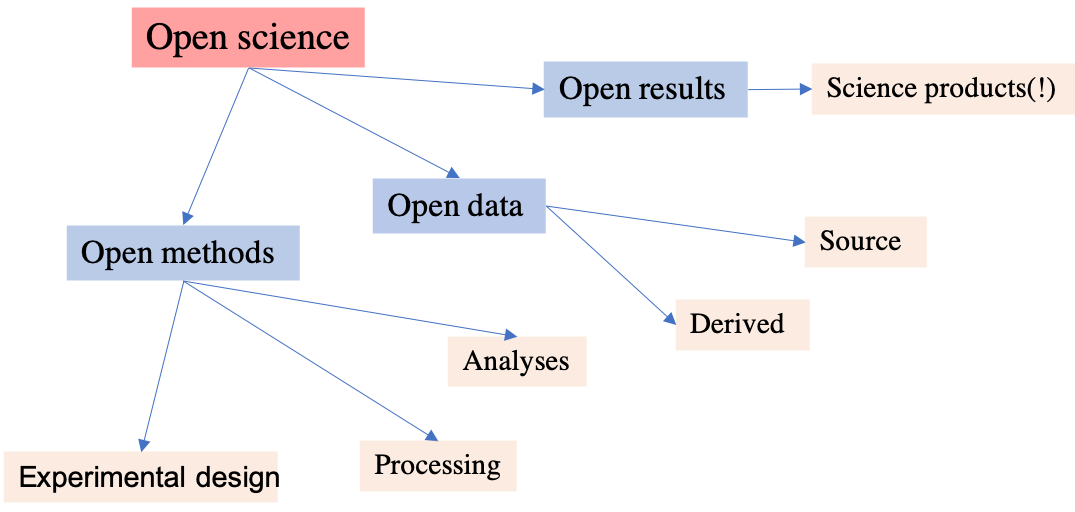 Open science
Open results
Science products(!)
Open data
Source
Open methods
Derived
Analyses
Processing
Experimental design